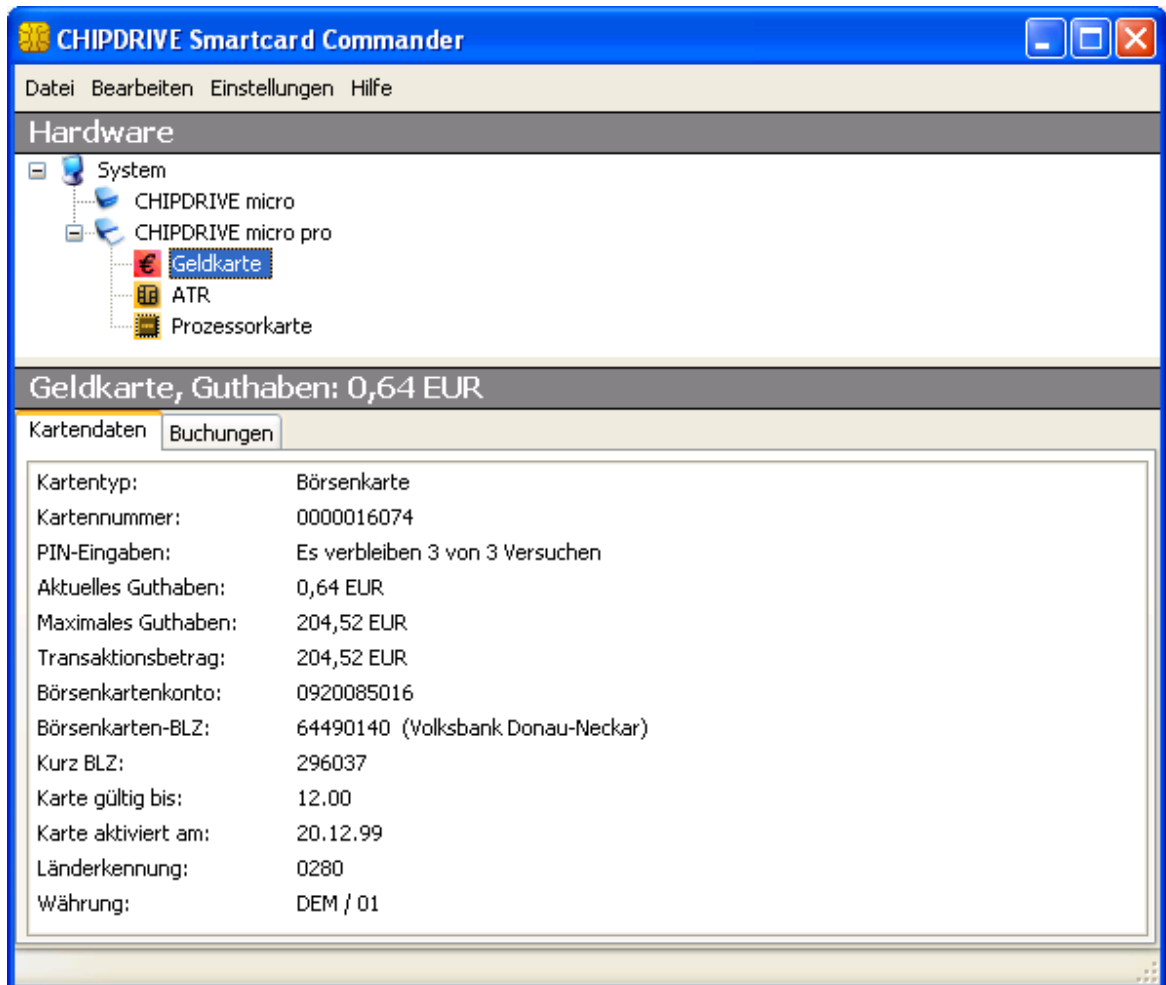 CHIPDRIVE Smartcard Commander
Datei Bearbeiten Einstellungen Hilfe
Hardware
System
CHIPDRIVE micro
CHIPDRIVE micro pro
Geldkarte
ATR
Prozessorkarte
Geldkarte, Guthaben: 0,64 EUR
Kartendaten Buchungen
Kartentyp: Börsenkarte
Kartennummer: 0000016074
PIN-Eingaben: Es verbleiben 3 von 3 Versuchen
Aktuelles Guthaben: 0,64 EUR
Maximales Guthaben: 204,52 EUR
Transaktionsbetrag: 204,52 EUR
Börsenkartenkonto: 0920085016
Börsenkarten-BLZ: 64490140 (Volksbank Donau-Neckar)
Kurz BLZ: 296037
Karte gültig bis: 12.00
Karte aktiviert am: 20.12.99
Länderkennung: 0280
Währung: DEM / 01